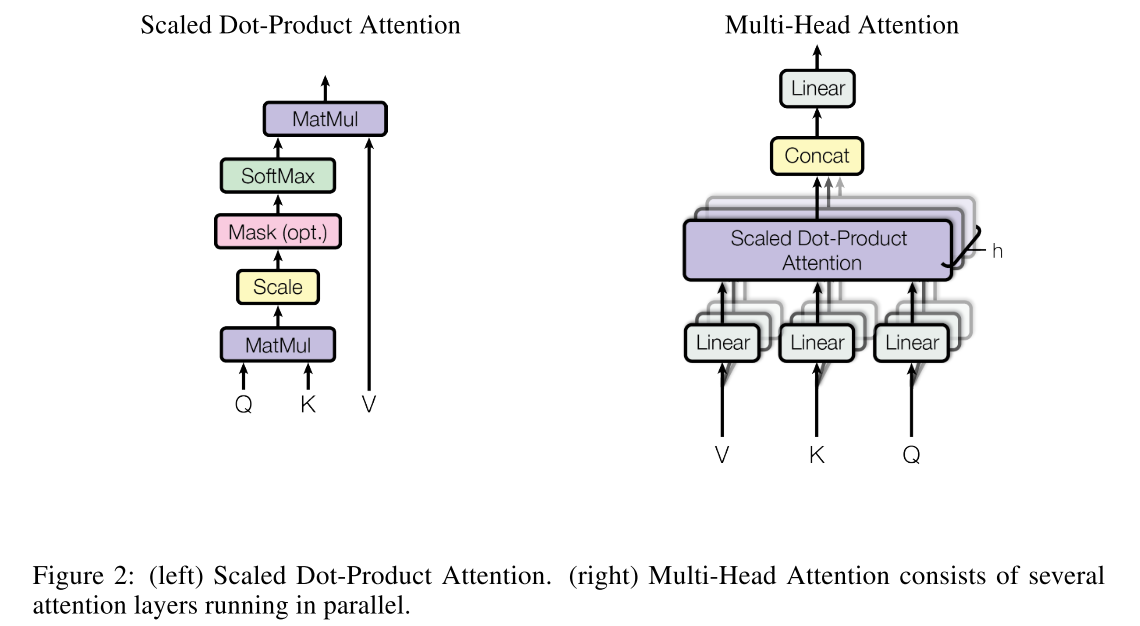 Scaled Dot-Product Attention
MatMul
SoftMax
Mask (opt.)
Scale
MatMul
Q K V
Multi-Head Attention
Linear
Concat
Scaled Dot-Product
Attention
h
Linear Linear Linear
V K Q
Figure 2: (left) Scaled Dot-Product Attention. (right) Multi-Head Attention consists of several
attention layers running in parallel.